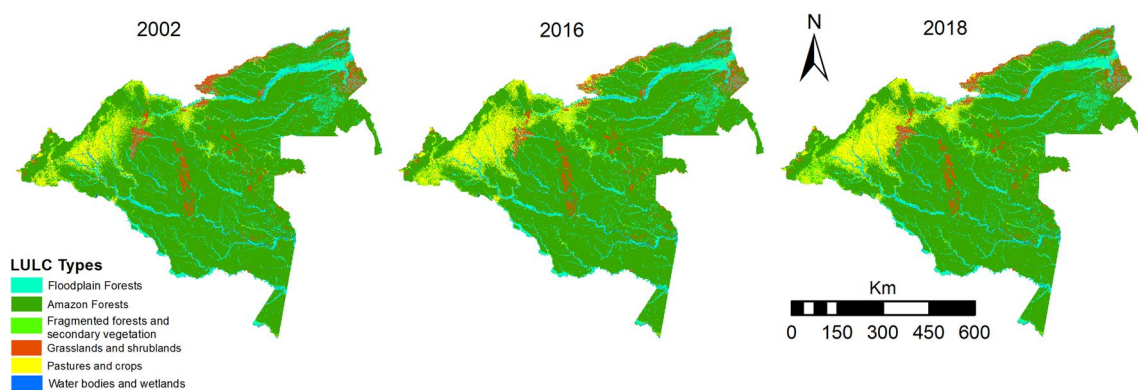 2002
2016
2018
N
LULC Types
Floodplain Forests
Amazon Forests
Fragmented forests and
secondary vegetation
Grasslands and shrublands
Pastures and crops
Water bodies and wetlands
Km
0 150 300 450 600